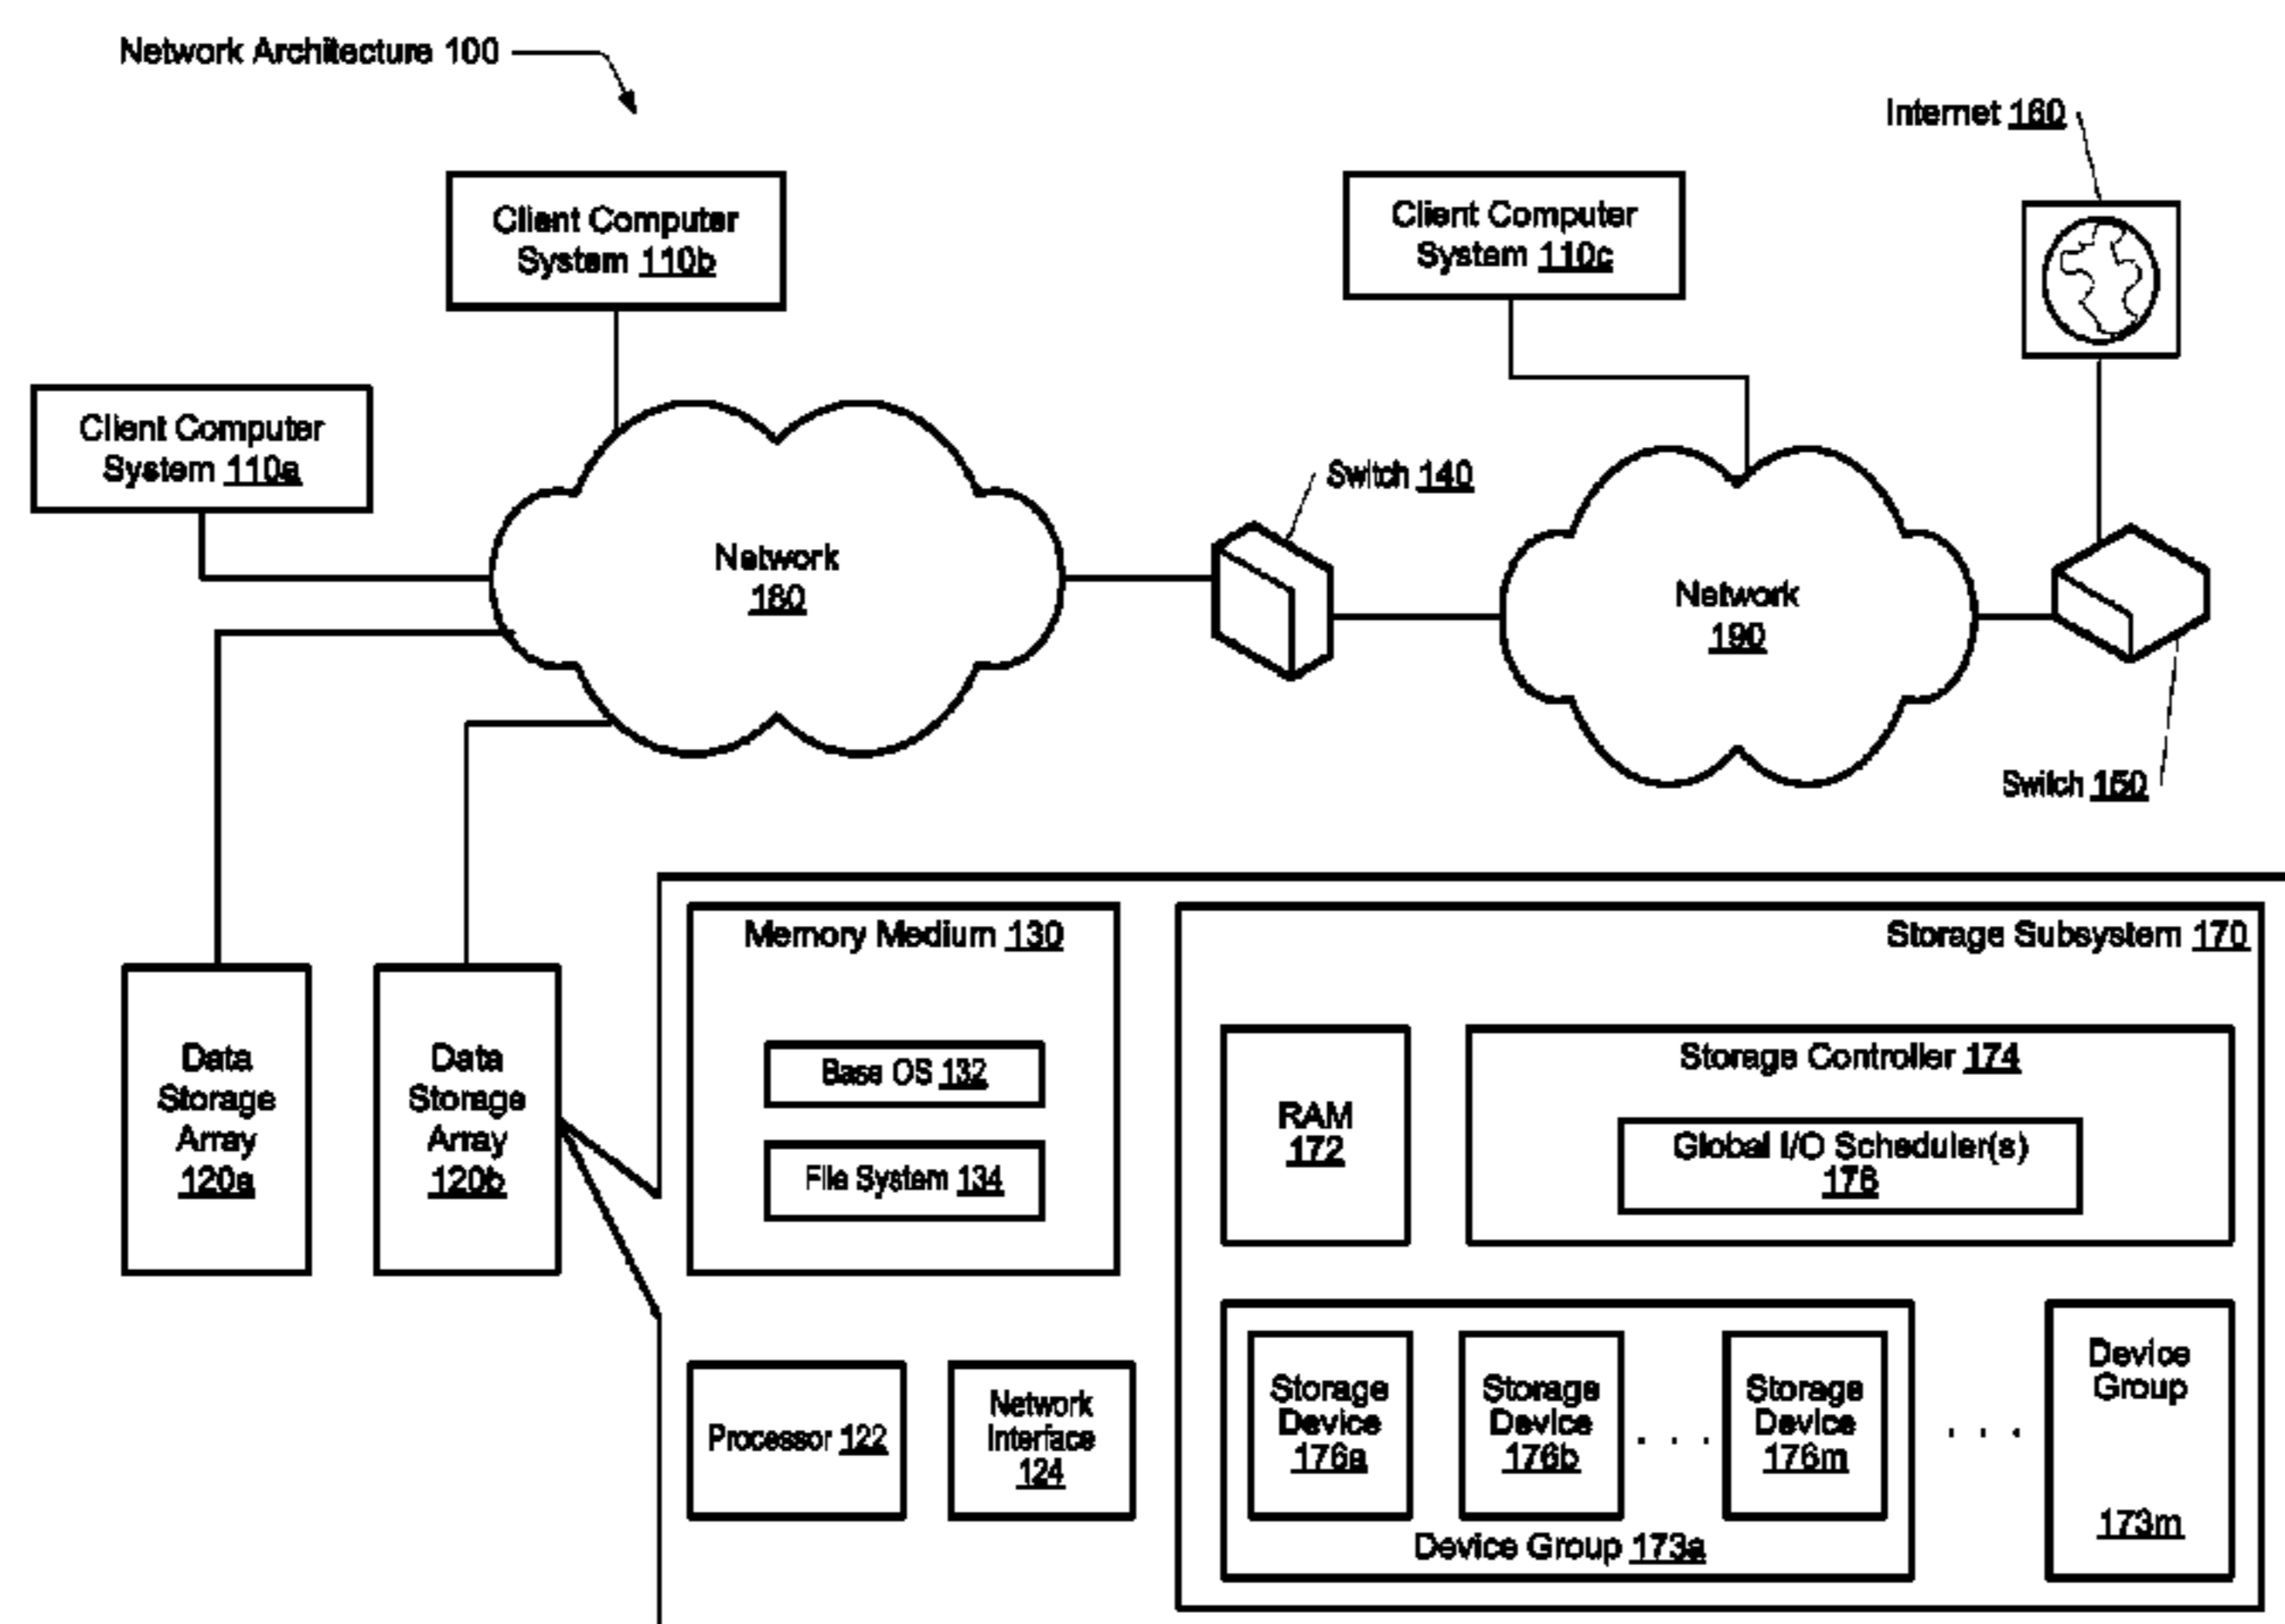 Network Architecture 100
Internet 160
Client Computer
System 110b
Client Computer
System 110c
Client Computer
System 110a
Switch 140
Network
180
Network
190
Switch 150
Memory Medium 130
Base OS 132
File System 134
Storage Subsystem 170
RAM
172
Storage Controller 174
Global I/O Scheduler(s)
178
Data
Storage
Array
120a
Data
Storage
Array
120b
Processor 122
Network
Interface
124
Storage
Device
176a
Storage
Device
176b
. . .
Storage
Device
176m
Device Group 173a
. . .
Device
Group
173m